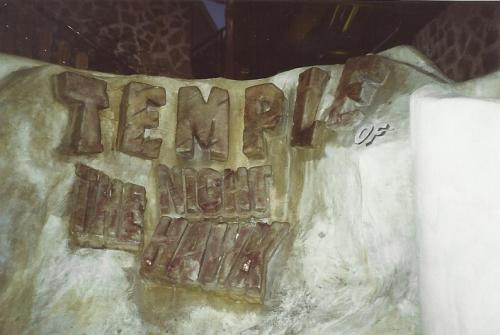 TEMPLE OF
THE NIGHT
HAWK